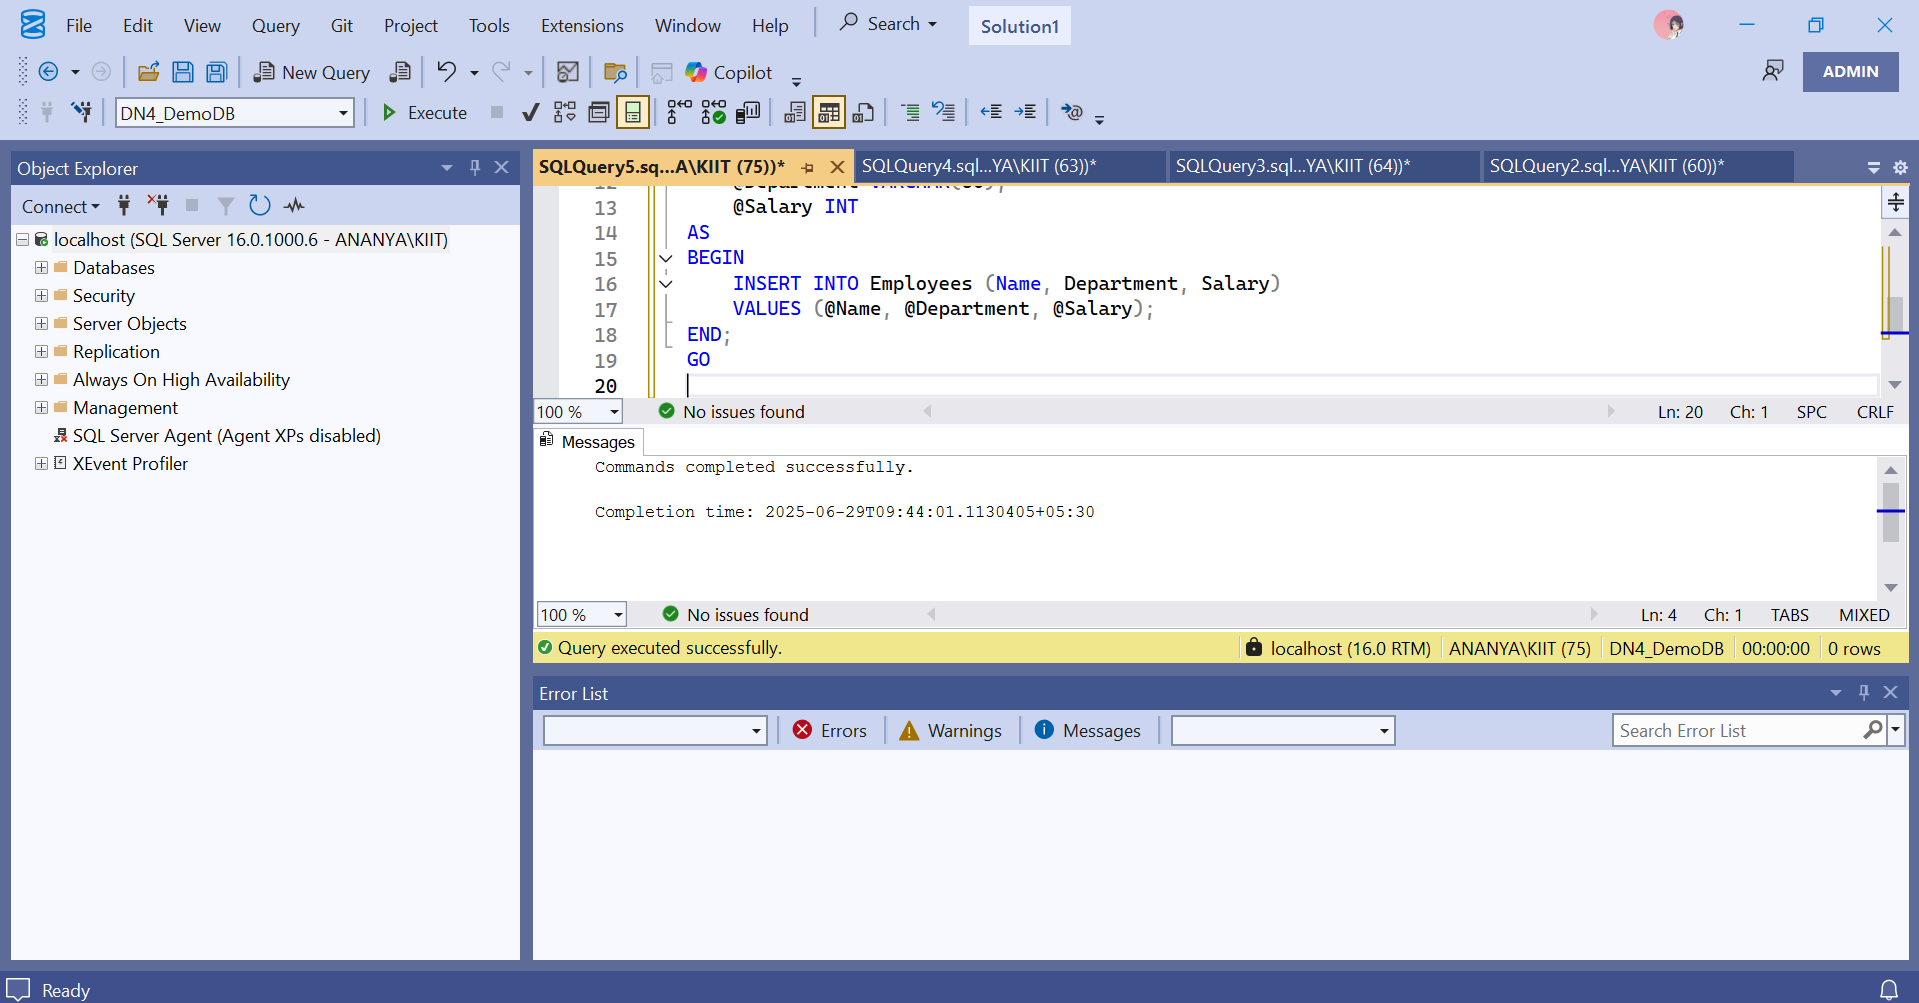 File Edit View Query Git Project Tools Extensions Window Help Search Solution1
New Query Copilot ADMIN
DN4_DemoDB Execute
Object Explorer
Connect
localhost (SQL Server 16.0.1000.6 - ANANYA\KIIT)
Databases
Security
Server Objects
Replication
Always On High Availability
Management
SQL Server Agent (Agent XPs disabled)
XEvent Profiler
SQLQuery5.sq...A\KIIT (75))* SQLQuery4.sql...YA\KIIT (63))* SQLQuery3.sql...YA\KIIT (64))* SQLQuery2.sql...YA\KIIT (60))*
12 @Department
13 @Salary INT
14 AS
15 BEGIN
16 INSERT INTO Employees (Name, Department, Salary)
17 VALUES (@Name, @Department, @Salary);
18 END;
19 GO
20
100 % No issues found Ln: 20 Ch: 1 SPC CRLF
Messages
Commands completed successfully.
Completion time: 2025-06-29T09:44:01.1130405+05:30
100 % No issues found Ln: 4 Ch: 1 TABS MIXED
Query executed successfully. localhost (16.0 RTM) ANANYA\KIIT (75) DN4_DemoDB 00:00:00 0 rows
Error List
Errors Warnings Messages Search Error List
Ready